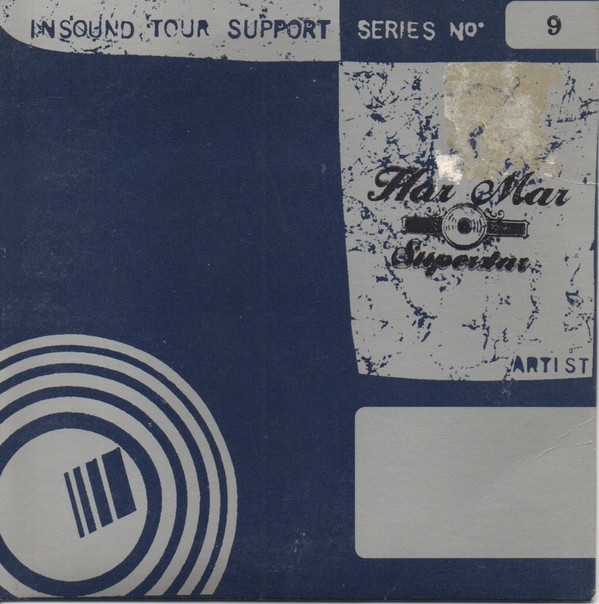 INSOUND TOUR SUPPORT SERIES No. 9
Har Mar
Superstar
ARTIST